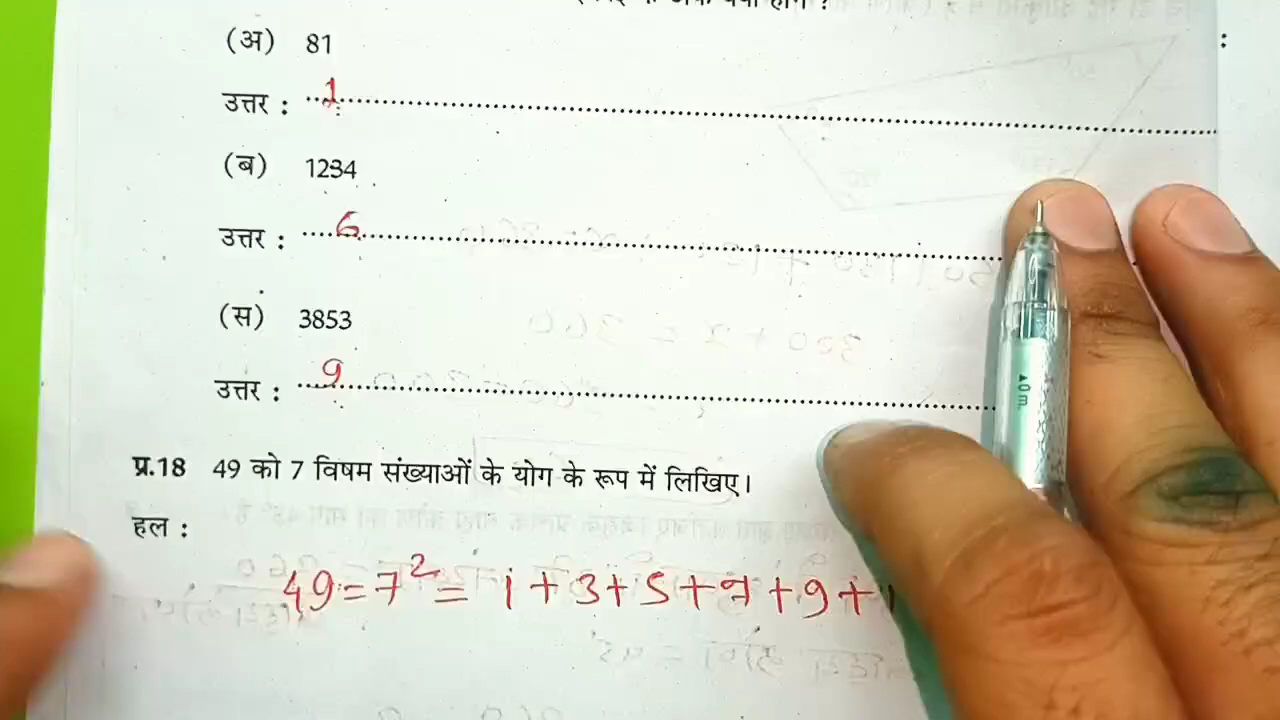 (अ) 81
उत्तर : 1
(ब) 1234
उत्तर : 6
(स) 3853
उत्तर : 9
प्र.18 49 को 7 विषम संख्याओं के योग के रूप में लिखिए।
हल :
49 = 7² = 1 + 3 + 5 + 7 + 9 +